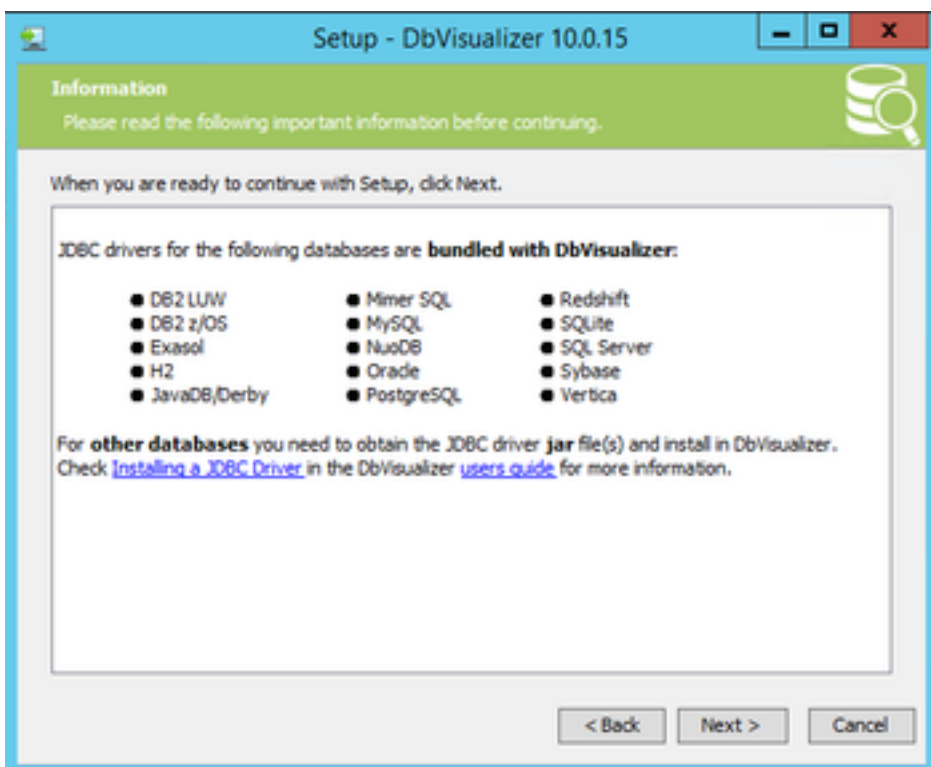 Setup - DbVisualizer 10.0.15
Information
Please read the following important information before continuing.
When you are ready to continue with Setup, click Next.
JDBC drivers for the following databases are bundled with DbVisualizer:
DB2 LUW
DB2 z/OS
Exasol
H2
JavaDB/Derby
Mimer SQL
MySQL
NuoDB
Oracle
PostgreSQL
Redshift
SQLite
SQL Server
Sybase
Vertica
For other databases you need to obtain the JDBC driver jar file(s) and install in DbVisualizer.
Check Installing a JDBC Driver in the DbVisualizer users guide for more information.
< Back
Next >
Cancel